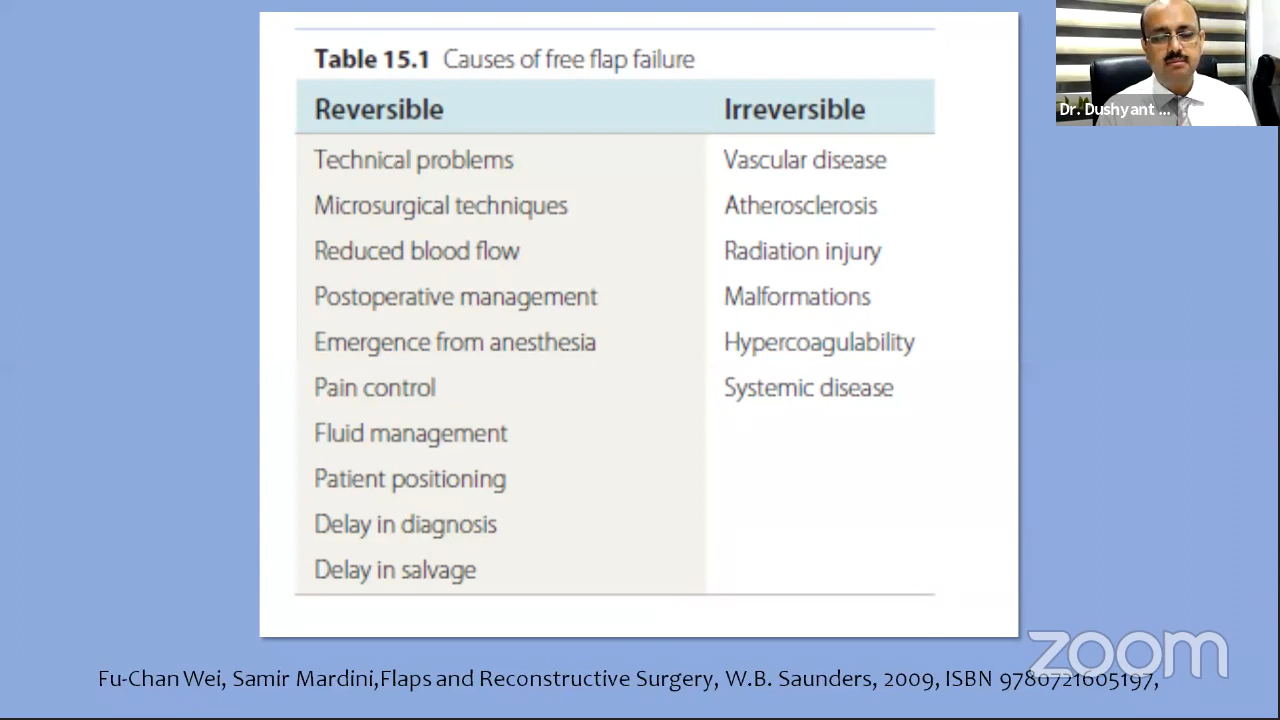 Table 15.1 Causes of free flap failure
Reversible Irreversible
Technical problems Vascular disease
Microsurgical techniques Atherosclerosis
Reduced blood flow Radiation injury
Postoperative management Malformations
Emergence from anesthesia Hypercoagulability
Pain control Systemic disease
Fluid management
Patient positioning
Delay in diagnosis
Delay in salvage
Dr. Dushyant ...
zoom
Fu-Chan Wei, Samir Mardini,Flaps and Reconstructive Surgery, W.B. Saunders, 2009, ISBN 9780721605197,